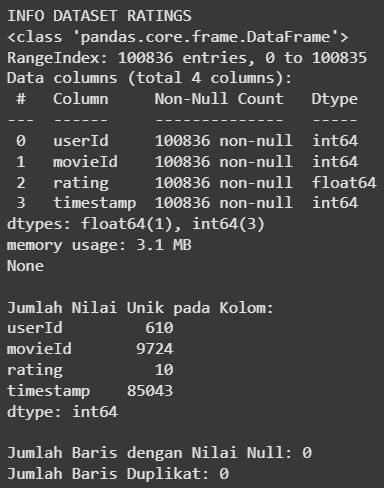 INFO DATASET RATINGS
<class 'pandas.core.frame.DataFrame'>
RangeIndex: 100836 entries, 0 to 100835
Data columns (total 4 columns):
 #   Column     Non-Null Count   Dtype
---  ------     --------------   -----
 0   userId     100836 non-null  int64
 1   movieId    100836 non-null  int64
 2   rating     100836 non-null  float64
 3   timestamp  100836 non-null  int64
dtypes: float64(1), int64(3)
memory usage: 3.1 MB
None

Jumlah Nilai Unik pada Kolom:
userId         610
movieId       9724
rating          10
timestamp    85043
dtype: int64

Jumlah Baris dengan Nilai Null: 0
Jumlah Baris Duplikat: 0